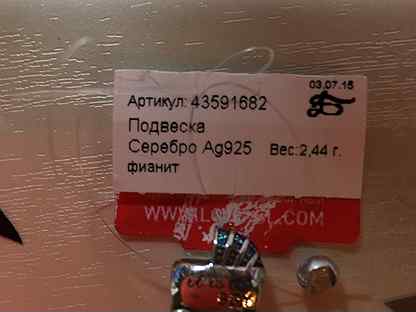 03.07.15
Артикул: 43591682
Подвеска
Серебро Ag925 Вес:2,44 г.
фианит